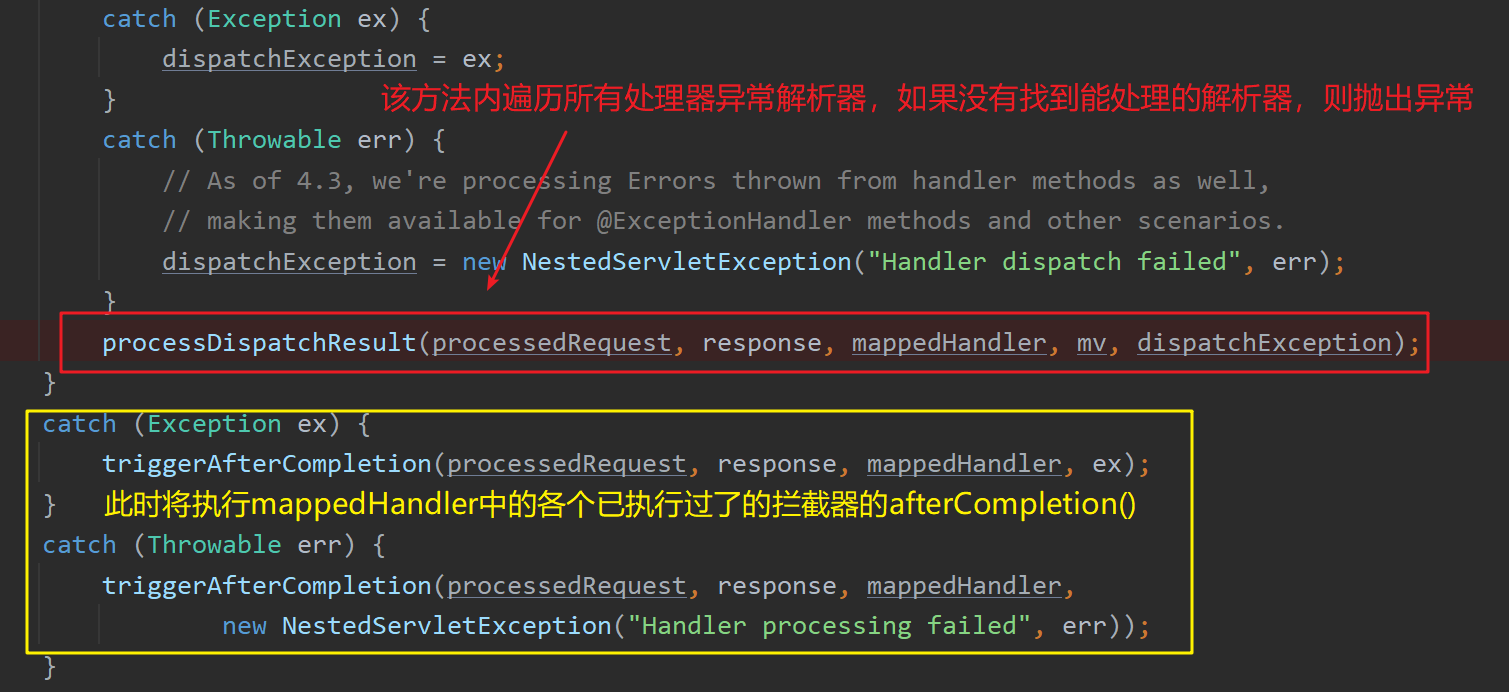 catch (Exception ex) {
dispatchException = ex;
}
该方法内遍历所有处理器异常解析器，如果没有找到能处理的解析器，则抛出异常
catch (Throwable err) {
// As of 4.3, we're processing Errors thrown from handler methods as well,
// making them available for @ExceptionHandler methods and other scenarios.
dispatchException = new NestedServletException("Handler dispatch failed", err);
}
processDispatchResult(processedRequest, response, mappedHandler, mv, dispatchException);
}
catch (Exception ex) {
triggerAfterCompletion(processedRequest, response, mappedHandler, ex);
} 此时将执行mappedHandler中的各个已执行过了的拦截器的afterCompletion()
catch (Throwable err) {
triggerAfterCompletion(processedRequest, response, mappedHandler,
new NestedServletException("Handler processing failed", err));
}